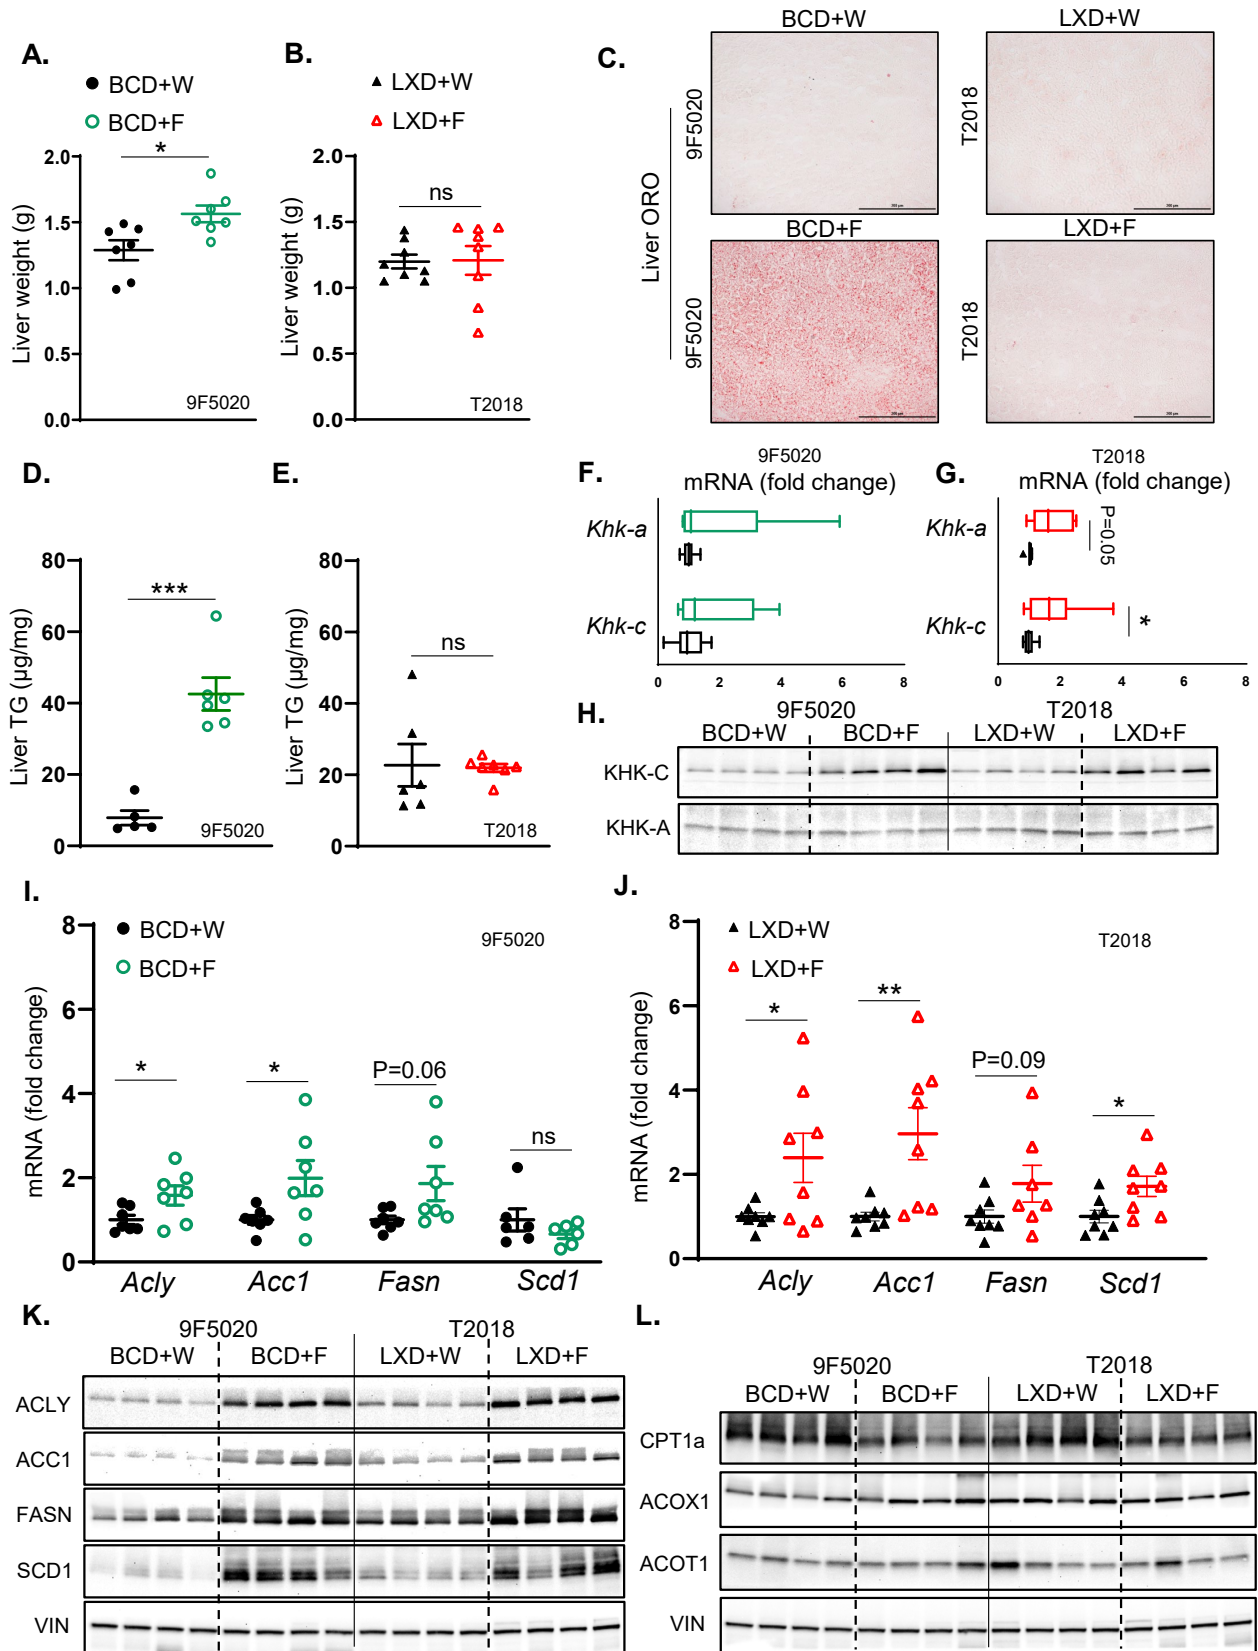 A.
BCD+W
BCD+F
*
2.0
1.5
1.0
0.5
0.0
Liver weight (g)
9F5020
B.
LXD+W
LXD+F
ns
2.0
1.5
1.0
0.5
0.0
Liver weight (g)
T2018
C.
BCD+W
LXD+W
Liver ORO
9F5020
T2018
BCD+F
LXD+F
9F5020
T2018
D.
80
60
40
20
0
Liver TG (µg/mg)
***
9F5020
E.
80
60
40
20
0
Liver TG (µg/mg)
ns
T2018
F.
9F5020
mRNA (fold change)
Khk-a
Khk-c
0 2 4 6 8
G.
T2018
mRNA (fold change)
Khk-a
P=0.05
Khk-c
*
0 2 4 6 8
H.
9F5020 T2018
BCD+W BCD+F LXD+W LXD+F
KHK-C
KHK-A
I.
BCD+W
BCD+F
9F5020
8
6
4
2
0
mRNA (fold change)
* * P=0.06 ns
Acly Acc1 Fasn Scd1
J.
LXD+W
LXD+F
T2018
8
6
4
2
0
mRNA (fold change)
* ** P=0.09 *
Acly Acc1 Fasn Scd1
K.
9F5020 T2018
BCD+W BCD+F LXD+W LXD+F
ACLY
ACC1
FASN
SCD1
VIN
L.
9F5020 T2018
BCD+W BCD+F LXD+W LXD+F
CPT1a
ACOX1
ACOT1
VIN